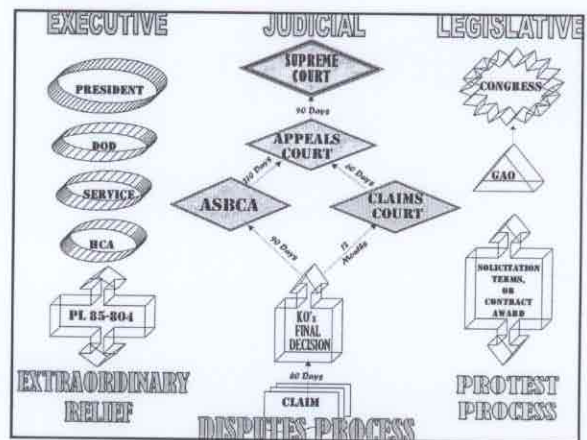 EXECUTIVE
PRESIDENT
DOD
SERVICE
HCA
PL 85-804
EXTRAORDINARY
RELIEF
JUDICIAL
SUPREME
COURT
90 Days
APPEALS
COURT
120 Days
60 Days
ASBCA
CLAIMS
COURT
90 Days
12
Months
KO's
FINAL
DECISION
60 Days
CLAIM
DISPUTES PROCESS
LEGISLATIVE
CONGRESS
GAO
SOLICITATION
TERMS,
OR
CONTRACT
AWARD
PROTEST
PROCESS